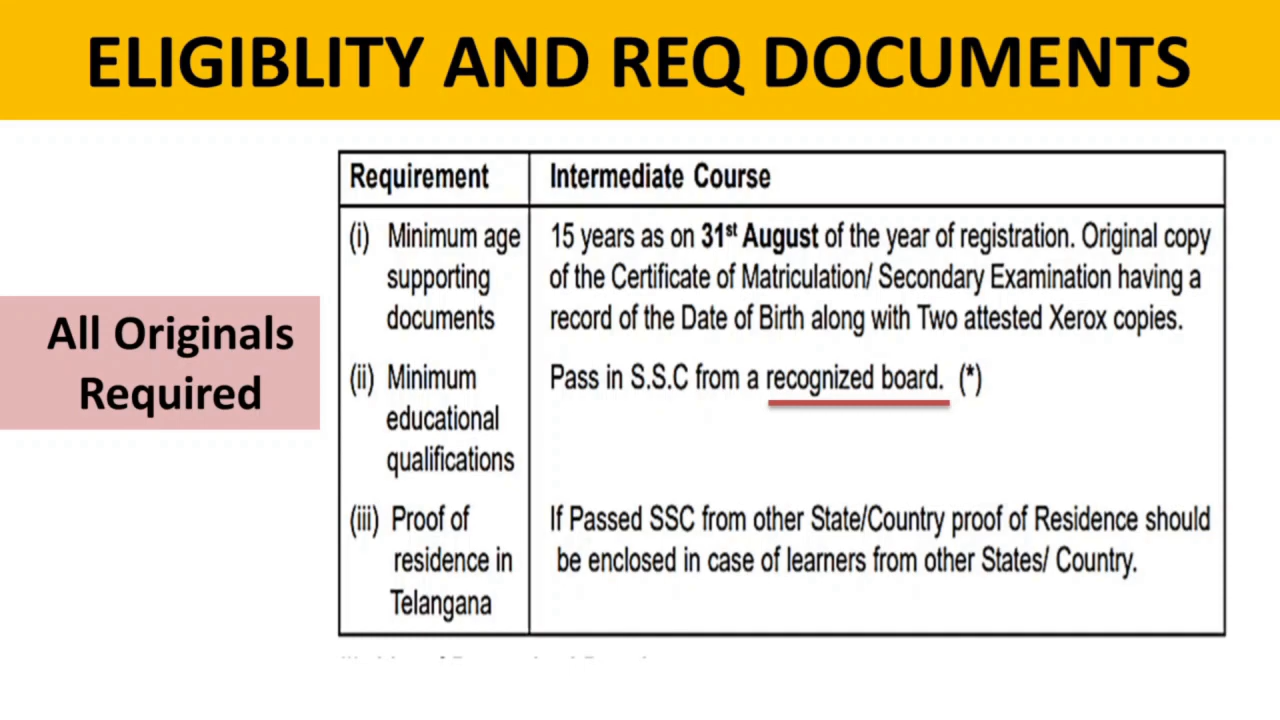 ELIGIBLITY AND REQ DOCUMENTS
All Originals
Required
Requirement Intermediate Course
(i) Minimum age 15 years as on 31st August of the year of registration. Original copy
supporting of the Certificate of Matriculation/ Secondary Examination having a
documents record of the Date of Birth along with Two attested Xerox copies.
(ii) Minimum Pass in S.S.C from a recognized board. (*)
educational
qualifications
(iii) Proof of If Passed SSC from other State/Country proof of Residence should
residence in be enclosed in case of learners from other States/ Country.
Telangana